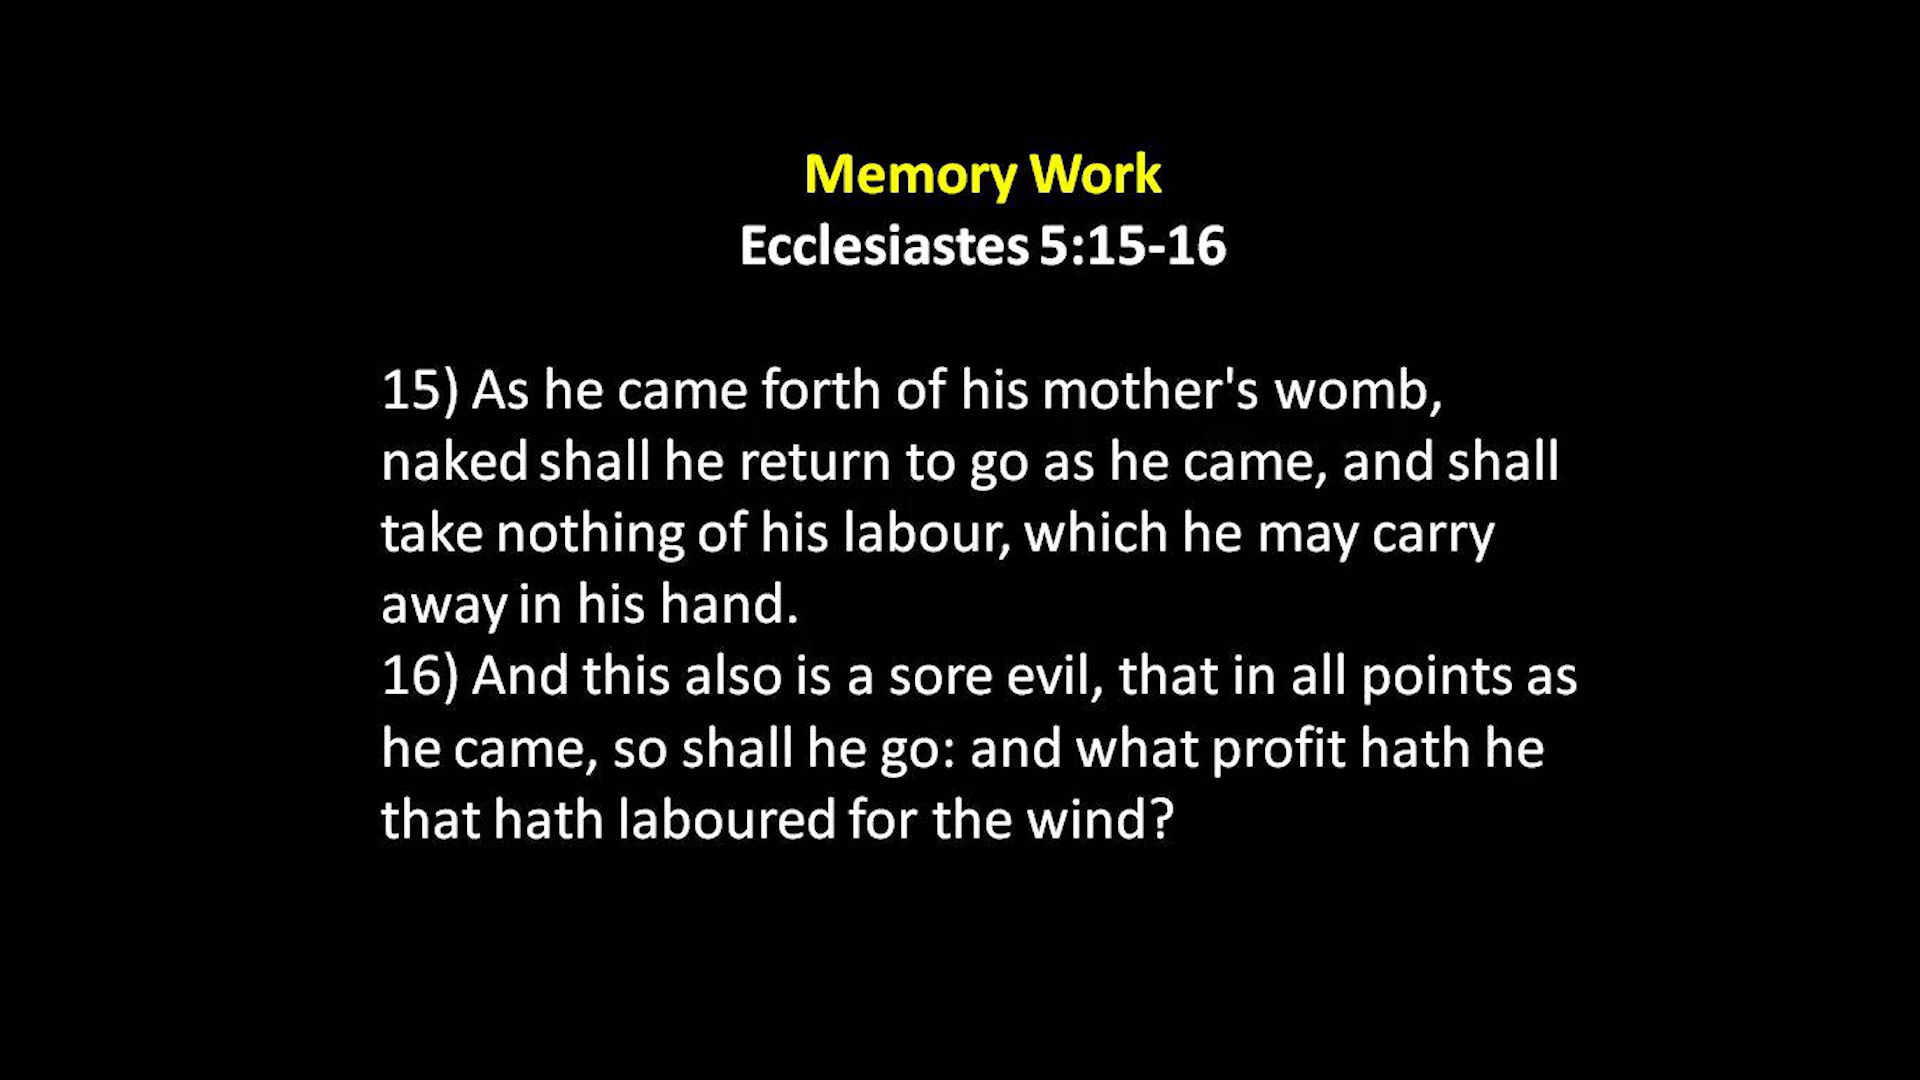 Memory Work
Ecclesiastes 5:15-16
15) As he came forth of his mother's womb,
naked shall he return to go as he came, and shall
take nothing of his labour, which he may carry
away in his hand.
16) And this also is a sore evil, that in all points as
he came, so shall he go: and what profit hath he
that hath laboured for the wind?